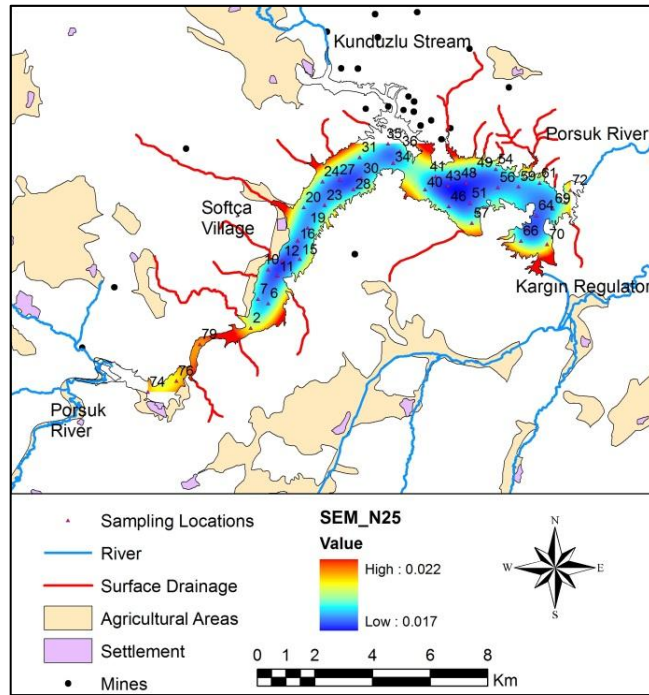 Kunduzlu Stream
35
36
31
34
Porsuk River
41
49
54
24
27
30
43
48
56
59
61
72
20
23
28
40
51
69
Softça
Village
19
46
64
16
57
12
15
66
70
10
11
7
6
Kargın Regulator
2
79
76
74
Porsuk
River
Sampling Locations
River
Surface Drainage
Agricultural Areas
Settlement
Mines
SEM_N25
Value
High : 0.022
Low : 0.017
N
W
E
S
0 1 2 4 6 8
Km